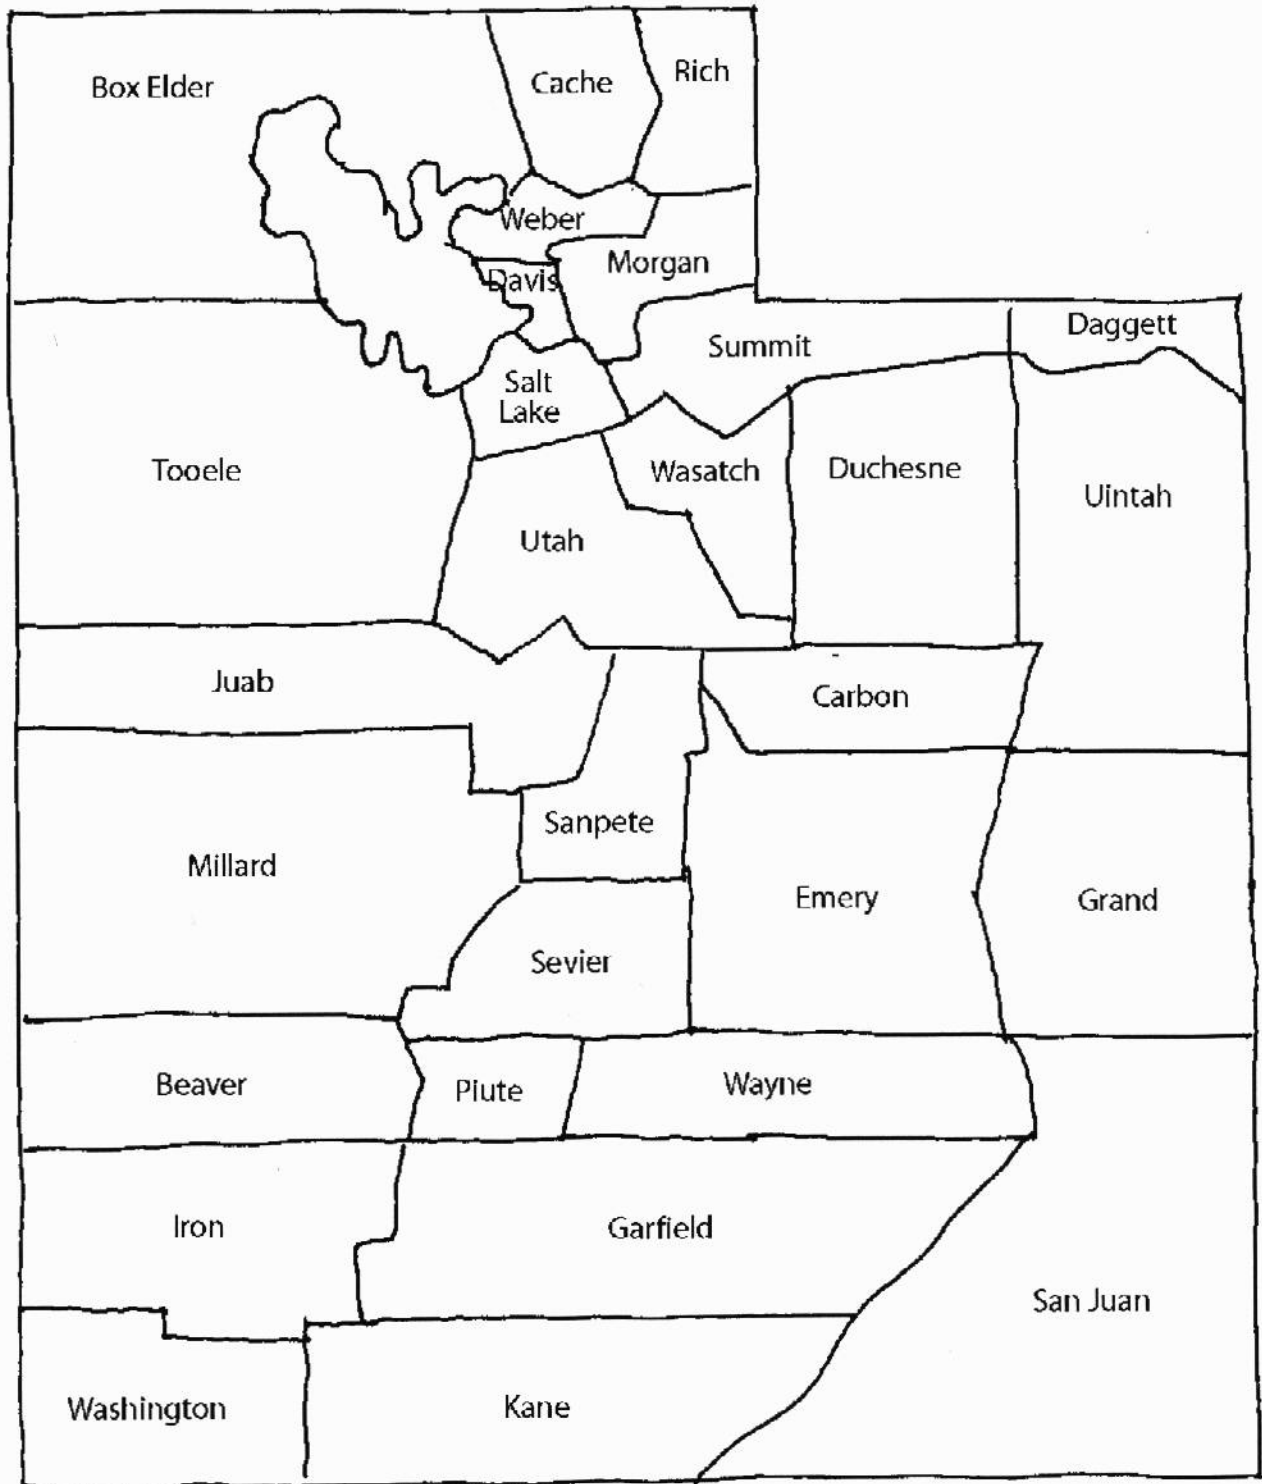 Box Elder
Cache
Rich
Weber
Davis
Morgan
Summit
Daggett
Salt
Lake
Tooele
Wasatch
Duchesne
Uintah
Utah
Juab
Carbon
Sanpete
Millard
Emery
Grand
Sevier
Beaver
Piute
Wayne
Iron
Garfield
San Juan
Washington
Kane